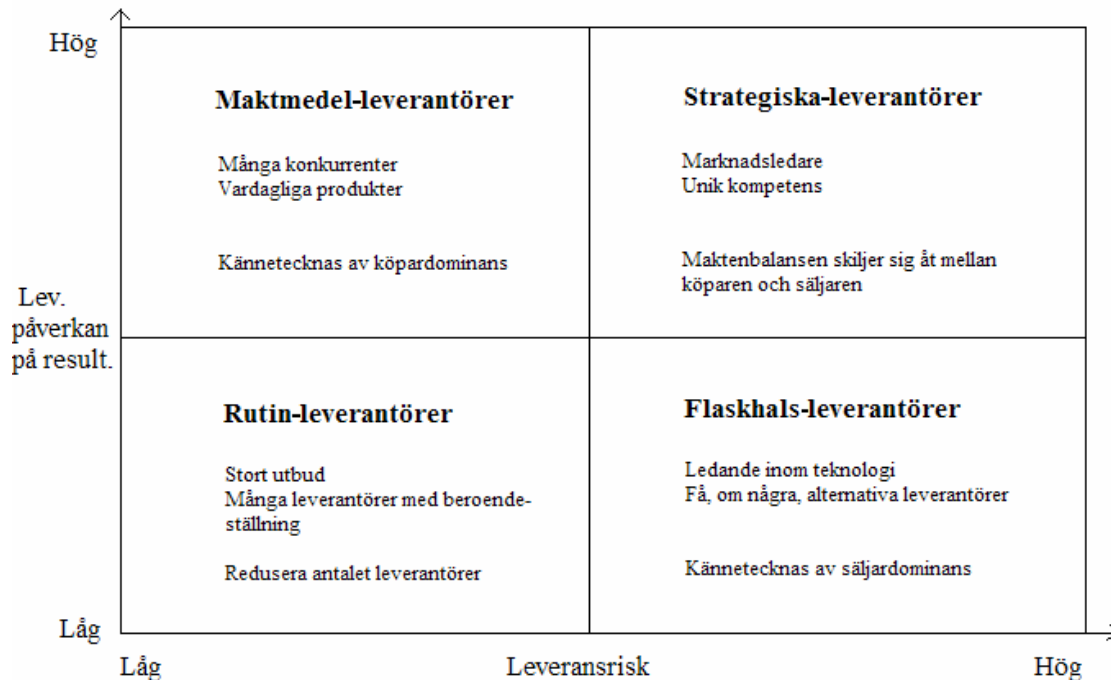 Hög
Maktmedel-leverantörer
Många konkurrenter
Vardagliga produkter
Kännetecknas av köpardominans
Strategiska-leverantörer
Marknadsledare
Unik kompetens
Maktenbalansen skiljer sig åt mellan
köparen och säljaren
Lev.
påverkan
på result.
Rutin-leverantörer
Stort utbud
Många leverantörer med beroende-
ställning
Redusera antalet leverantörer
Flaskhals-leverantörer
Ledande inom teknologi
Få, om några, alternativa leverantörer
Kännetecknas av säljardominans
Låg
Låg
Leveransrisk
Hög